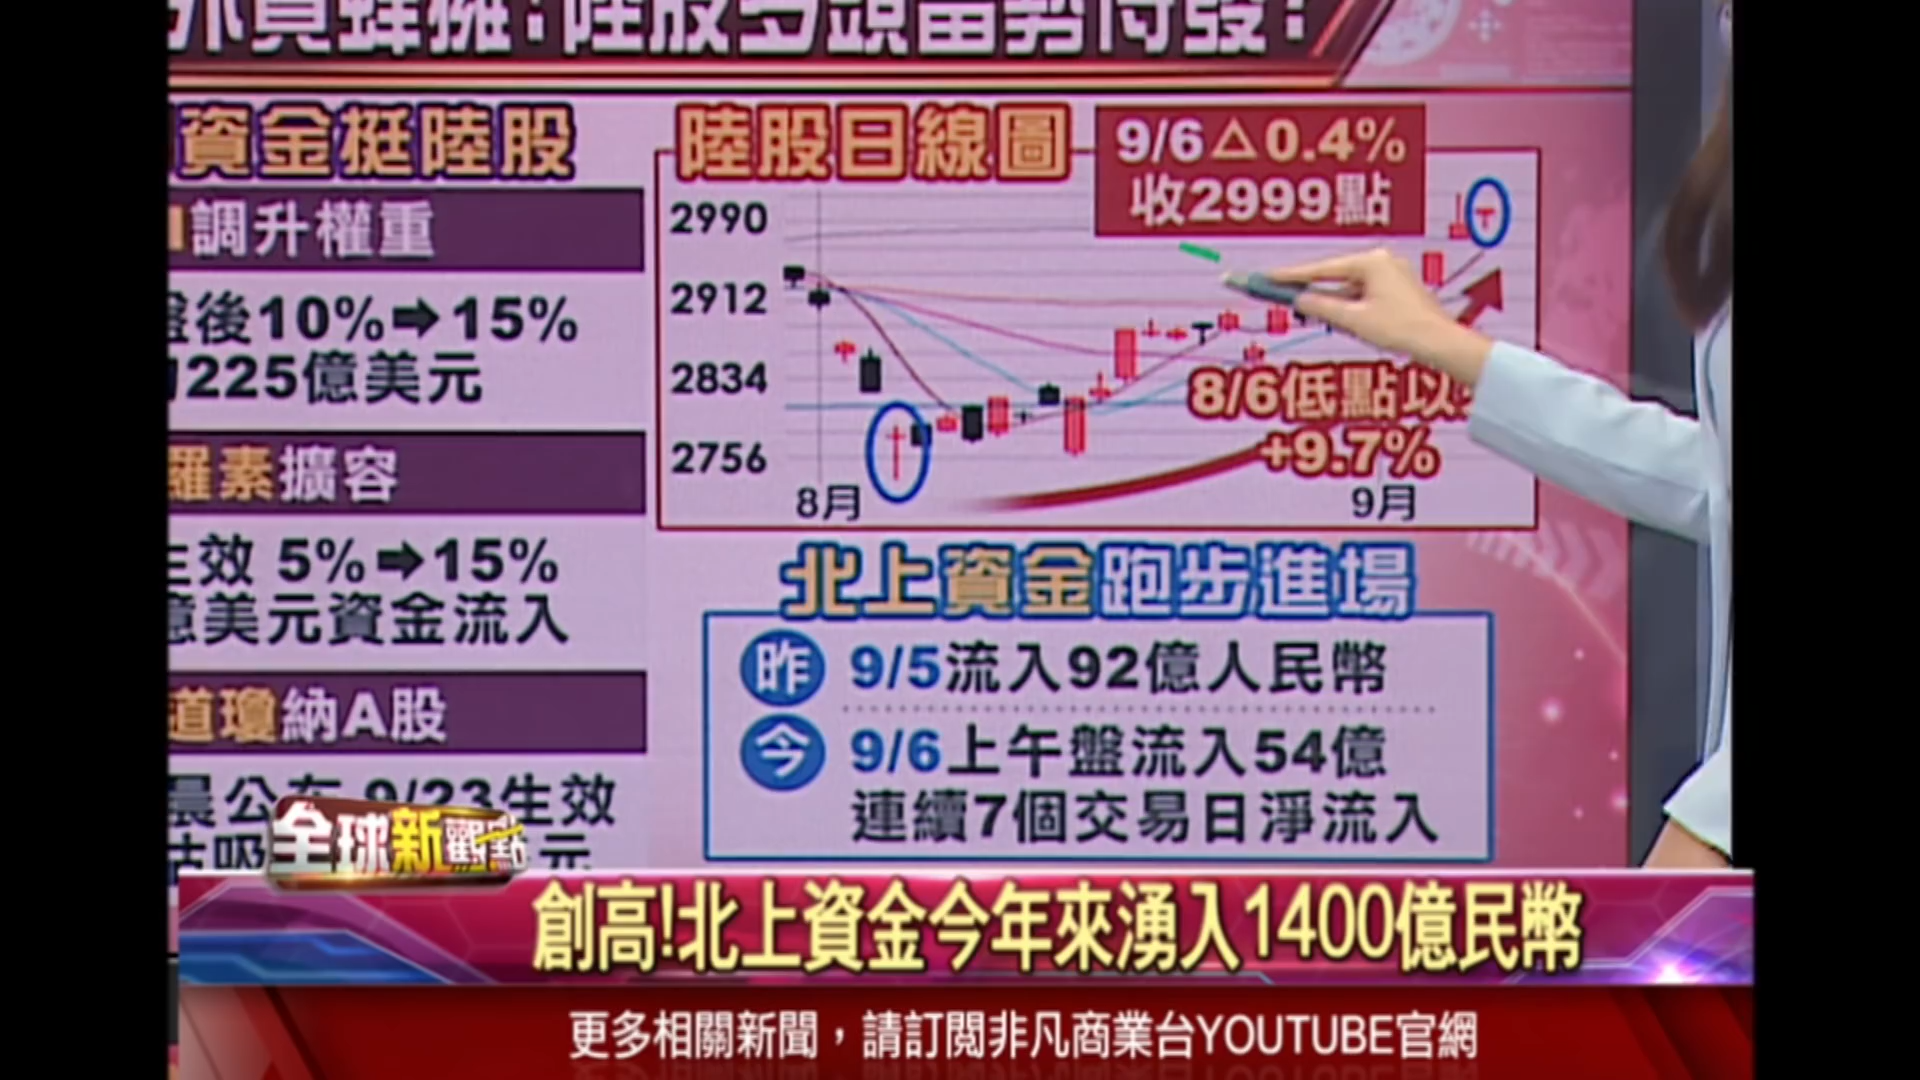 資金挺陸股
調升權重
後10%➡15%
225億美元
羅素擴容
生效 5%➡15%
億美元資金流入
道瓊納A股
晨公布 9/23生效
元
陸股日線圖
9/6△0.4%
收2999點
2990
2912
2834
2756
8月
9月
8/6低點以
+9.7%
北上資金跑步進場
昨 9/5流入92億人民幣
今 9/6上午盤流入54億
連續7個交易日淨流入
全球新觀點
創高!北上資金今年來湧入1400億民幣
更多相關新聞，請訂閱非凡商業台YOUTUBE官網